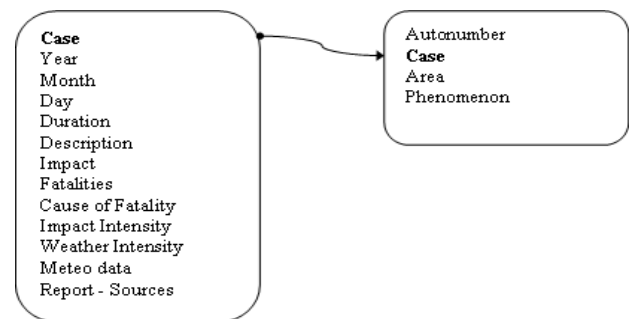 Case
Year
Month
Day
Duration
Description
Impact
Fatalities
Cause of Fatality
Impact Intensity
Weather Intensity
Meteo data
Report - Sources
Autonumber
Case
Area
Phenomenon